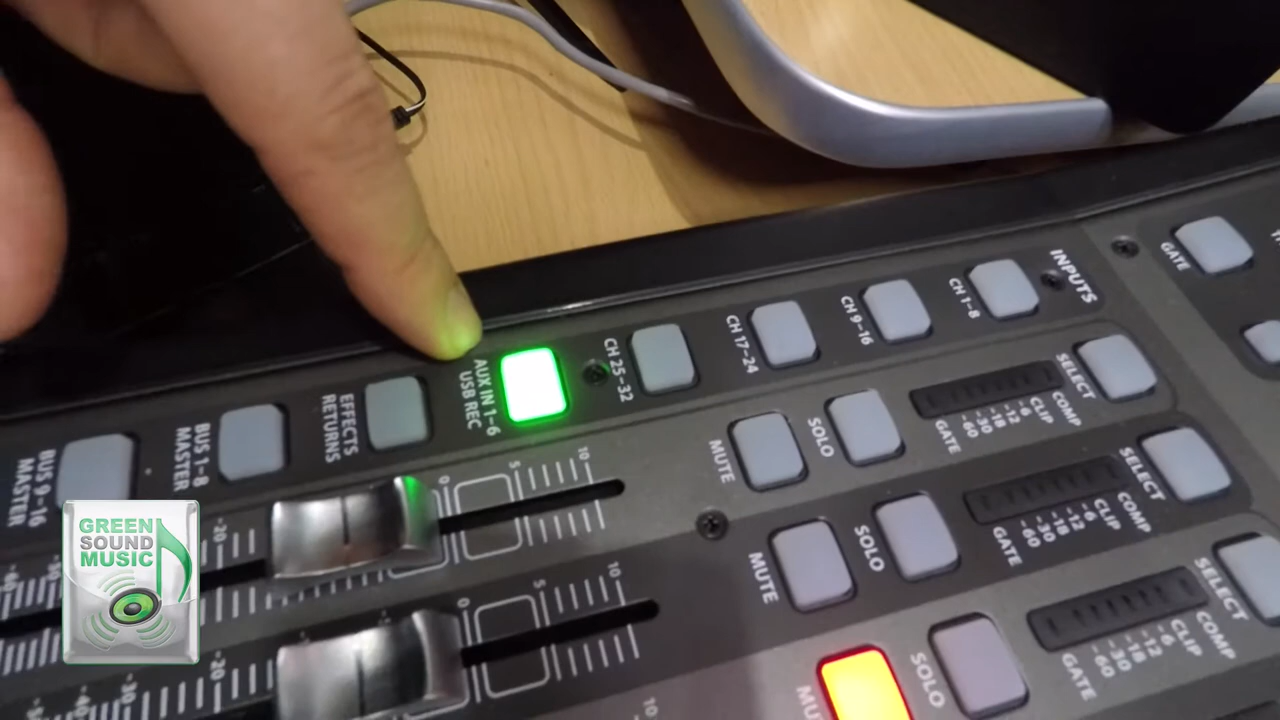 INPUTS
CH 1-8
CH 9-16
CH 17-24
CH 25-32
AUX IN 1-6
USB REC
EFFECTS
RETURNS
BUS 1-8
MASTER
BUS 9-16
MASTER
GATE
SELECT
COMP
CLIP
-6
-12
-18
-30
-60
GATE
SOLO
MUTE
10
5
0
-20
SELECT
COMP
CLIP
-6
-12
-18
-30
-60
GATE
SOLO
MUTE
10
5
0
-20
-30
-40
SELECT
COMP
CLIP
-6
-12
-18
-30
-60
GATE
SOLO
10
GREEN
SOUND
MUSIC